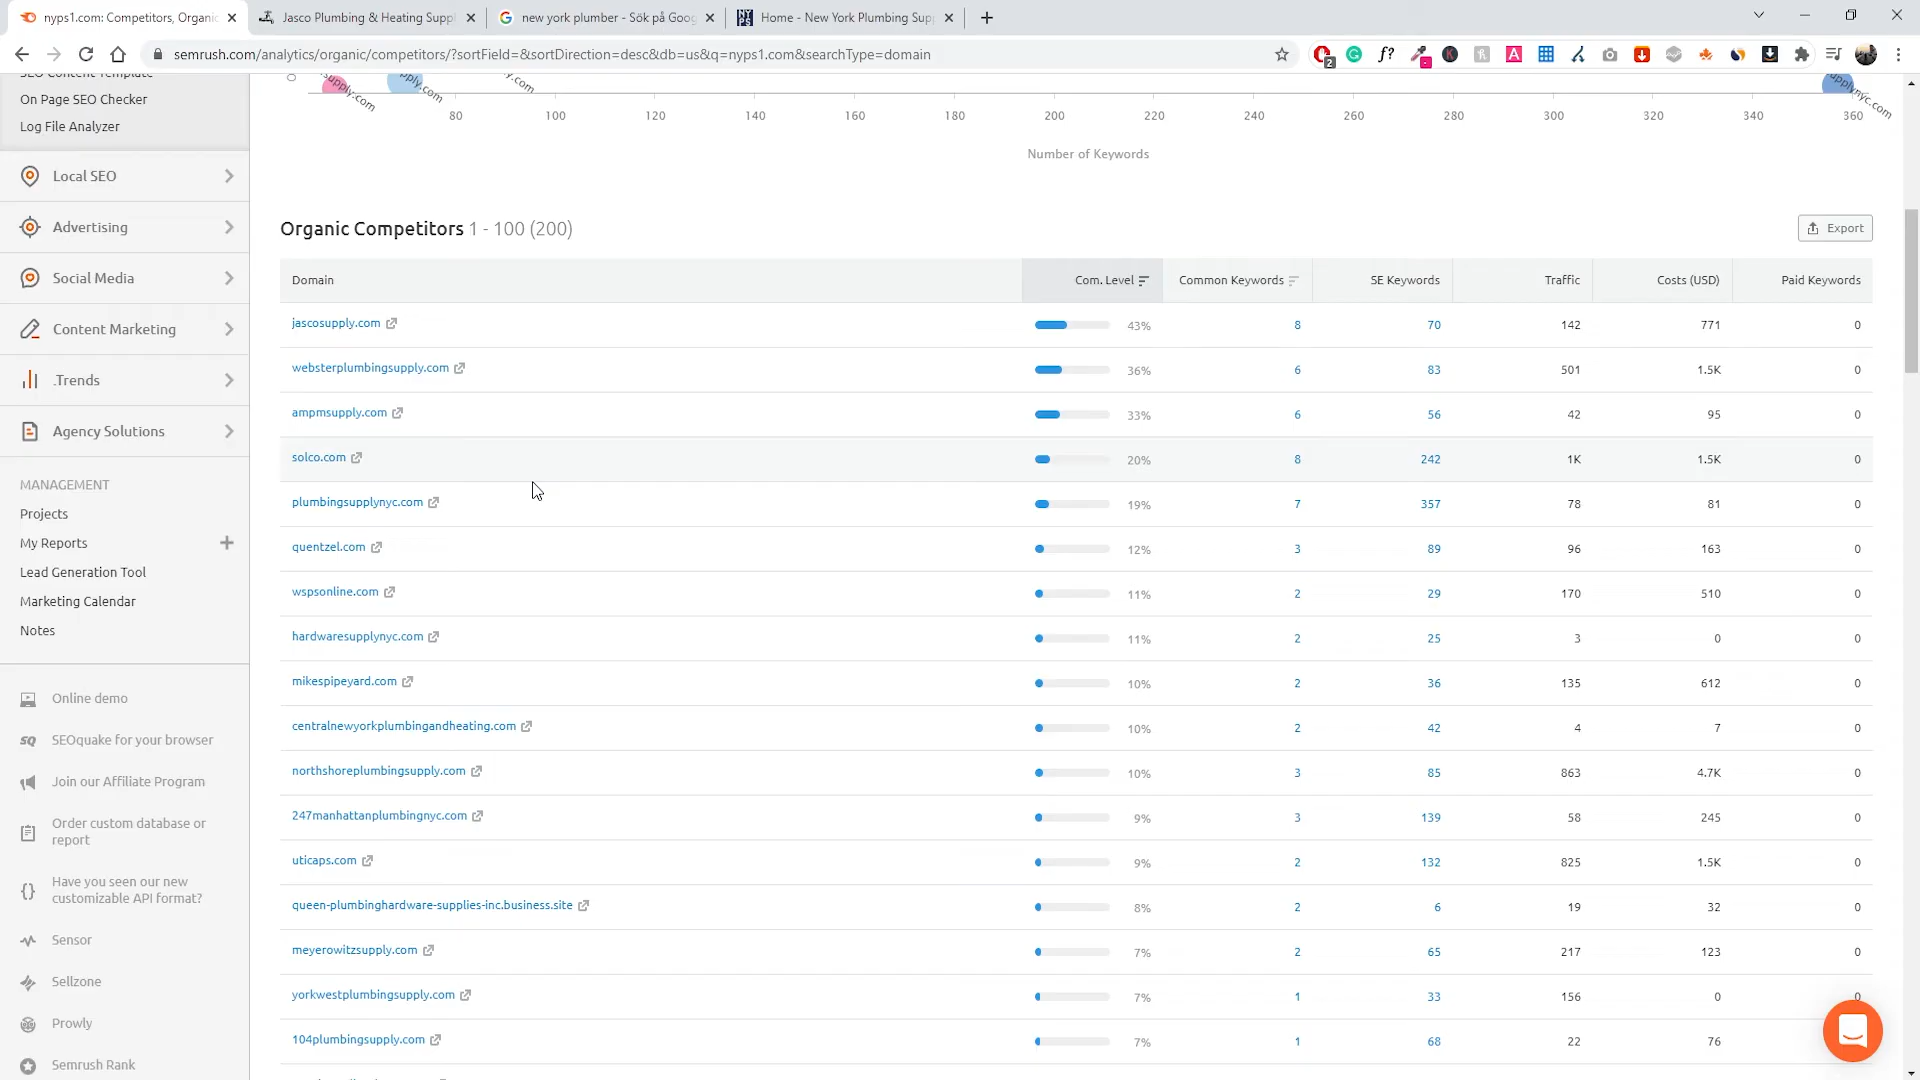 nyps1.com: Competitors, Organic
Jasco Plumbing & Heating Suppl
new york plumber - Sök på Goog
Home - New York Plumbing Supp
semrush.com/analytics/organic/competitors/?sortField=&sortDirection=desc&db=us&q=nyps1.com&searchType=domain
2
f?
SEO Content Template
On Page SEO Checker
Log File Analyzer
Local SEO
Advertising
Social Media
Content Marketing
.Trends
Agency Solutions
MANAGEMENT
Projects
My Reports
Lead Generation Tool
Marketing Calendar
Notes
Online demo
SEOquake for your browser
Join our Affiliate Program
Order custom database or
report
Have you seen our new
customizable API format?
Sensor
Sellzone
Prowly
Semrush Rank
0
supply.com
supply.com
supply.com
supplynyc.com
80 100 120 140 160 180 200 220 240 260 280 300 320 340 360
Number of Keywords
Organic Competitors 1 - 100 (200)
Export
Domain Com. Level Common Keywords SE Keywords Traffic Costs (USD) Paid Keywords
jascosupply.com 43% 8 70 142 771 0
websterplumbingsupply.com 36% 6 83 501 1.5K 0
ampmsupply.com 33% 6 56 42 95 0
solco.com 20% 8 242 1K 1.5K 0
plumbingsupplynyc.com 19% 7 357 78 81 0
quentzel.com 12% 3 89 96 163 0
wspsonline.com 11% 2 29 170 510 0
hardwaresupplynyc.com 11% 2 25 3 0 0
mikespipeyard.com 10% 2 36 135 612 0
centralnewyorkplumbingandheating.com 10% 2 42 4 7 0
northshoreplumbingsupply.com 10% 3 85 863 4.7K 0
247manhattanplumbingnyc.com 9% 3 139 58 245 0
uticaps.com 9% 2 132 825 1.5K 0
queen-plumbinghardware-supplies-inc.business.site 8% 2 6 19 32 0
meyerowitzsupply.com 7% 2 65 217 123 0
yorkwestplumbingsupply.com 7% 1 33 156 0 0
104plumbingsupply.com 7% 1 68 22 76